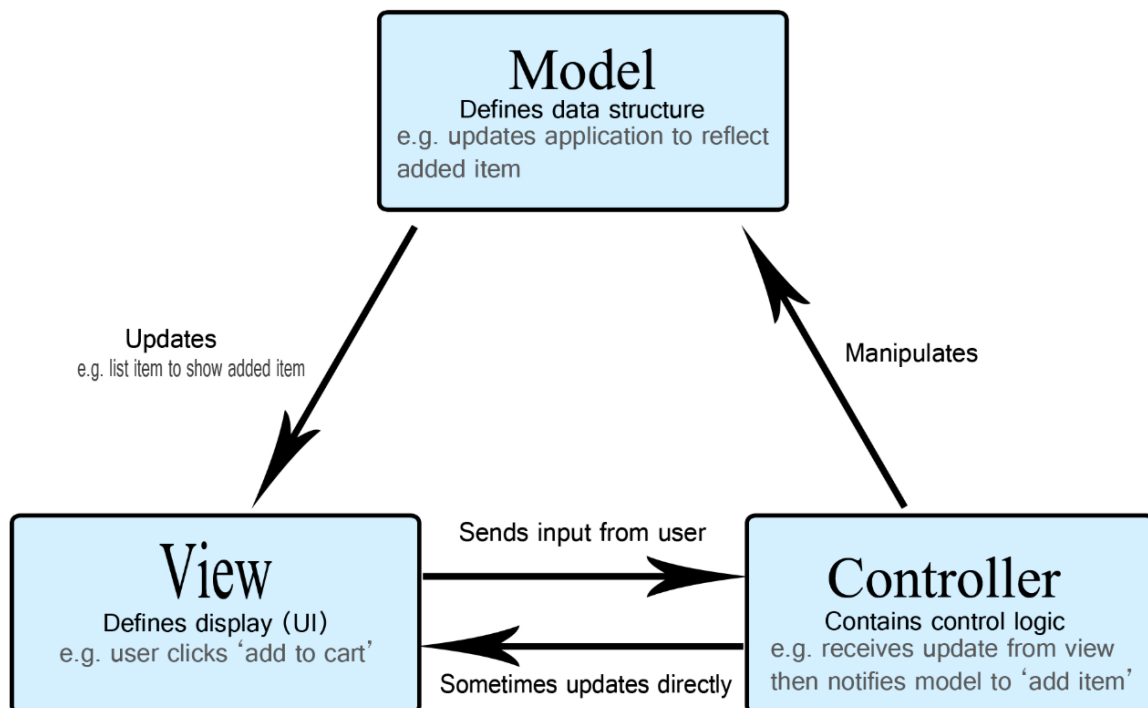 Model
Defines data structure
e.g. updates application to reflect
added item
Updates
e.g. list item to show added item
Manipulates
View
Defines display (UI)
e.g. user clicks ‘add to cart’
Sends input from user
Sometimes updates directly
Controller
Contains control logic
e.g. receives update from view
then notifies model to ‘add item’